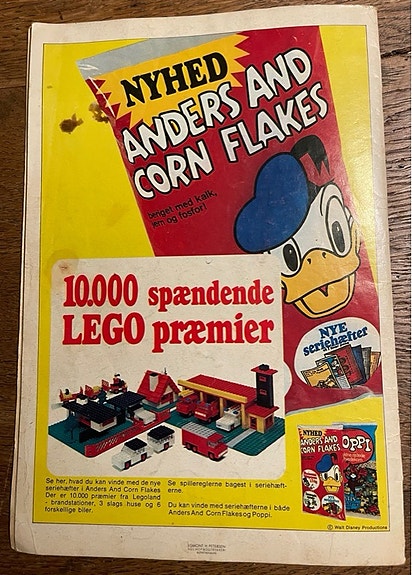 NYHED
ANDERS AND
CORN FLAKES
beriget med kalk,
jern og fosfor!
10.000 spændende
LEGO præmier
NYE
seriehæfter
NYHED
ANDERS AND
CORN FLAKES
OPPI
Se her, hvad du kan vinde med de nye
seriehæfter i Anders And Corn Flakes
Der er 10.000 præmier fra Legoland
- brandstationer, 3 slags huse og 6
forskellige biler.
Se spillereglerne bagest i seriehæft-
erne.
Du kan vinde med seriehæfterne i både
Anders And Corn Flakes og Poppi.
© Walt Disney Productions
EGMONT H. PETERSEN